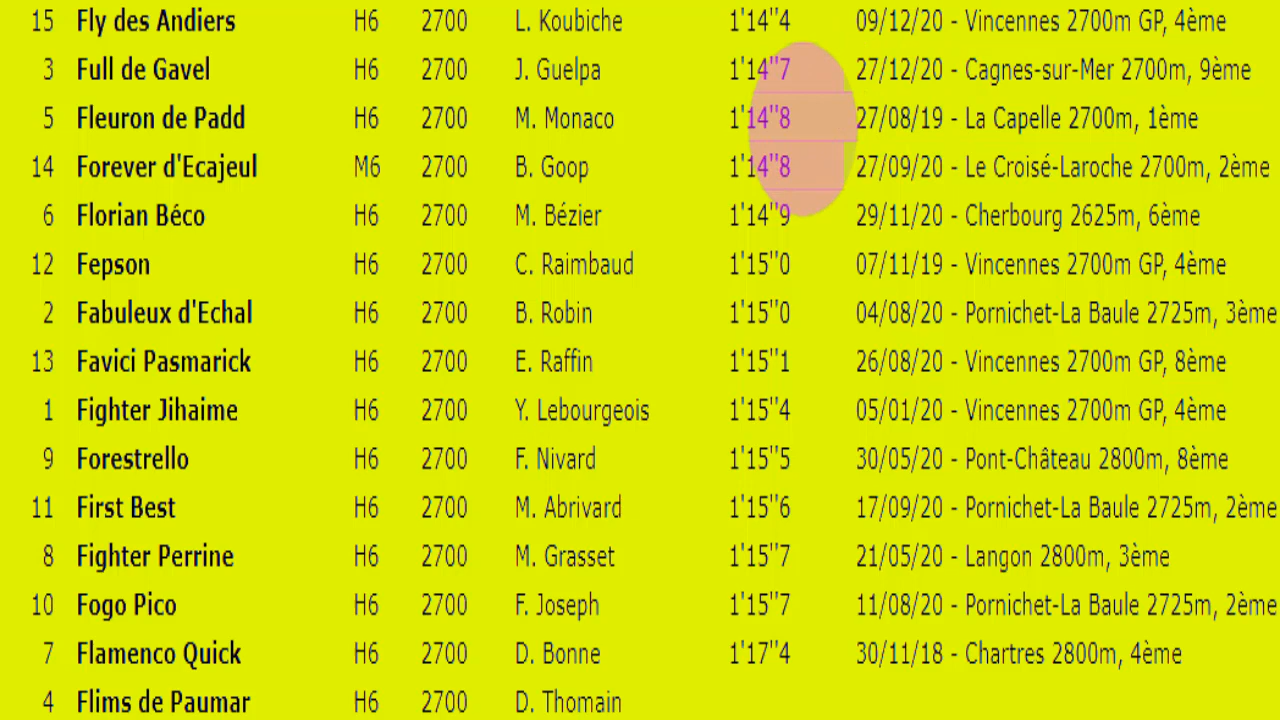 15 Fly des Andiers H6 2700 L. Koubiche 1'14''4 09/12/20 - Vincennes 2700m GP, 4ème
3 Full de Gavel H6 2700 J. Guelpa 1'14''7 27/12/20 - Cagnes-sur-Mer 2700m, 9ème
5 Fleuron de Padd H6 2700 M. Monaco 1'14''8 27/08/19 - La Capelle 2700m, 1ème
14 Forever d'Ecajeul M6 2700 B. Goop 1'14''8 27/09/20 - Le Croisé-Laroche 2700m, 2ème
6 Florian Béco H6 2700 M. Bézier 1'14''9 29/11/20 - Cherbourg 2625m, 6ème
12 Fepson H6 2700 C. Raimbaud 1'15''0 07/11/19 - Vincennes 2700m GP, 4ème
2 Fabuleux d'Echal H6 2700 B. Robin 1'15''0 04/08/20 - Pornichet-La Baule 2725m, 3ème
13 Favici Pasmarick H6 2700 E. Raffin 1'15''1 26/08/20 - Vincennes 2700m GP, 8ème
1 Fighter Jihaime H6 2700 Y. Lebourgeois 1'15''4 05/01/20 - Vincennes 2700m GP, 4ème
9 Forestrello H6 2700 F. Nivard 1'15''5 30/05/20 - Pont-Château 2800m, 8ème
11 First Best H6 2700 M. Abrivard 1'15''6 17/09/20 - Pornichet-La Baule 2725m, 2ème
8 Fighter Perrine H6 2700 M. Grasset 1'15''7 21/05/20 - Langon 2800m, 3ème
10 Fogo Pico H6 2700 F. Joseph 1'15''7 11/08/20 - Pornichet-La Baule 2725m, 2ème
7 Flamenco Quick H6 2700 D. Bonne 1'17''4 30/11/18 - Chartres 2800m, 4ème
4 Flims de Paumar H6 2700 D. Thomain